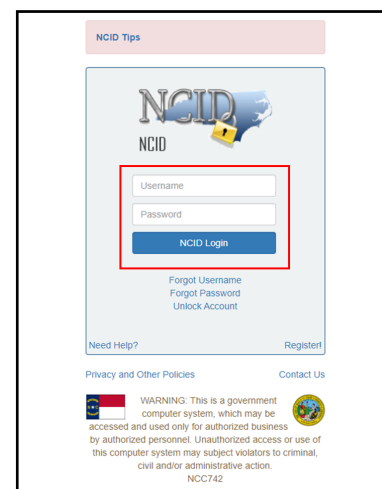 NCID Tips
NCID
NCID
Username
Password
NCID Login
Forgot Username
Forgot Password
Unlock Account
Need Help?
Register!
Privacy and Other Policies
Contact Us
WARNING: This is a government
computer system, which may be
accessed and used only for authorized business
by authorized personnel. Unauthorized access or use of
this computer system may subject violators to criminal,
civil and/or administrative action.
NCC742